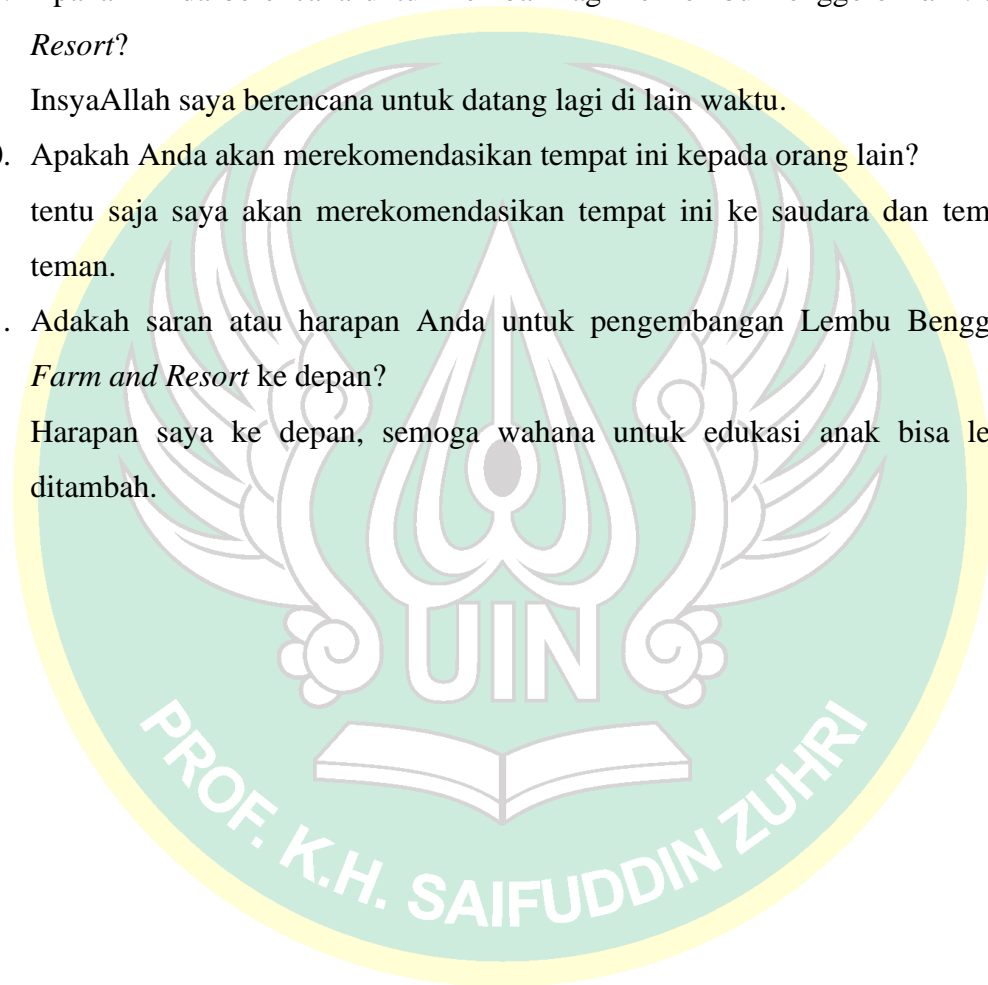 Resort?
InsyaAllah saya berencana untuk datang lagi di lain waktu.
. Apakah Anda akan merekomendasikan tempat ini kepada orang lain?
tentu saja saya akan merekomendasikan tempat ini ke saudara dan tem
teman.
. Adakah saran atau harapan Anda untuk pengembangan Lembu Bengg
Farm and Resort ke depan?
Harapan saya ke depan, semoga wahana untuk edukasi anak bisa le
ditambah.
UIN
PROF. K.H. SAIFUDDIN ZUHRI